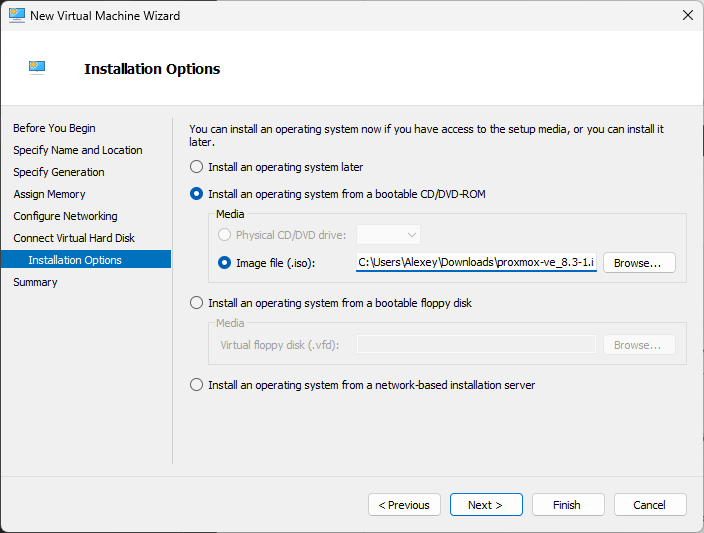 New Virtual Machine Wizard
Installation Options
Before You Begin
Specify Name and Location
Specify Generation
Assign Memory
Configure Networking
Connect Virtual Hard Disk
Installation Options
Summary
You can install an operating system now if you have access to the setup media, or you can install it
later.
Install an operating system later
Install an operating system from a bootable CD/DVD-ROM
Media
Physical CD/DVD drive:
Image file (.iso):
C:\Users\Alexey\Downloads\proxmox-ve_8.3-1.i
Browse...
Install an operating system from a bootable floppy disk
Media
Virtual floppy disk (.vfd):
Browse...
Install an operating system from a network-based installation server
< Previous
Next >
Finish
Cancel